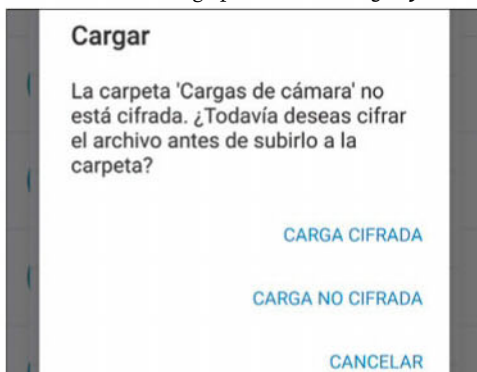 Cargar
La carpeta 'Cargas de cámara' no
está cifrada. ¿Todavía deseas cifrar
el archivo antes de subirlo a la
carpeta?
CARGA CIFRADA
CARGA NO CIFRADA
CANCELAR